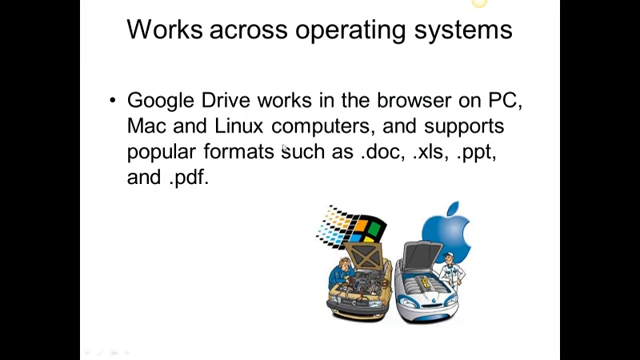 Works across operating systems
• Google Drive works in the browser on PC,
Mac and Linux computers, and supports
popular formats such as .doc, .xls, .ppt,
and .pdf.